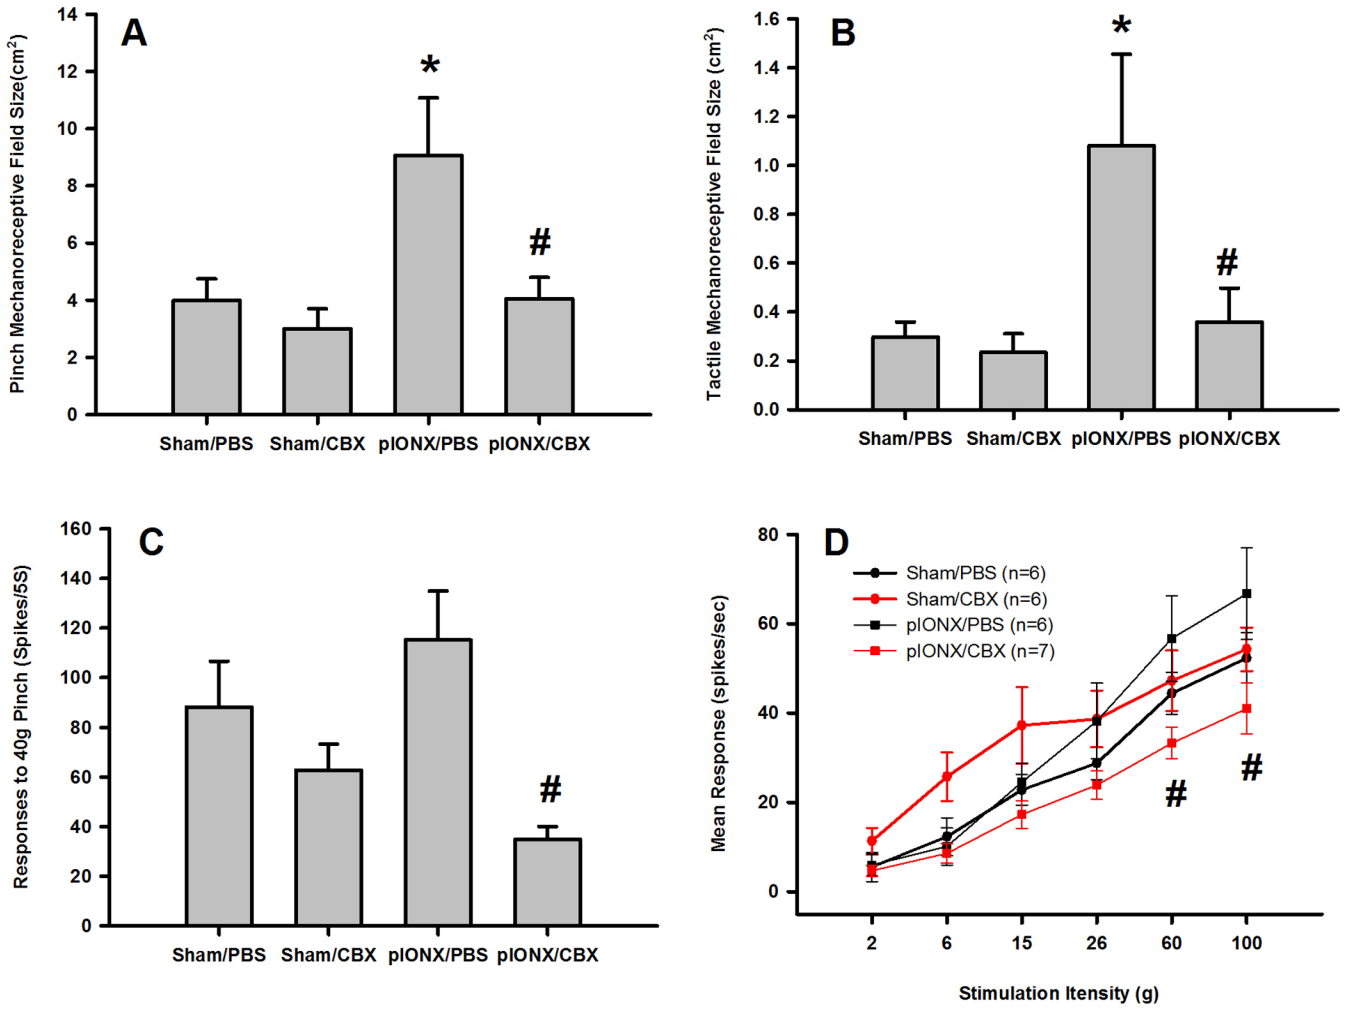 A
Pinch Mechanoreceptive Field Size(cm²)
14
12
10
8
6
4
2
0
*
#
Sham/PBS Sham/CBX pIONX/PBS pIONX/CBX
B
Tactile Mechanoreceptive Field Size (cm²)
1.6
1.4
1.2
1.0
0.8
0.6
0.4
0.2
0.0
*
#
Sham/PBS Sham/CBX pIONX/PBS pIONX/CBX
C
Responses to 40g Pinch (Spikes/5S)
160
140
120
100
80
60
40
20
0
#
Sham/PBS Sham/CBX pIONX/PBS pIONX/CBX
D
Mean Response (spikes/sec)
80
60
40
20
0
Sham/PBS (n=6)
Sham/CBX (n=6)
pIONX/PBS (n=6)
pIONX/CBX (n=7)
#
#
2 6 15 26 60 100
Stimulation Itensity (g)